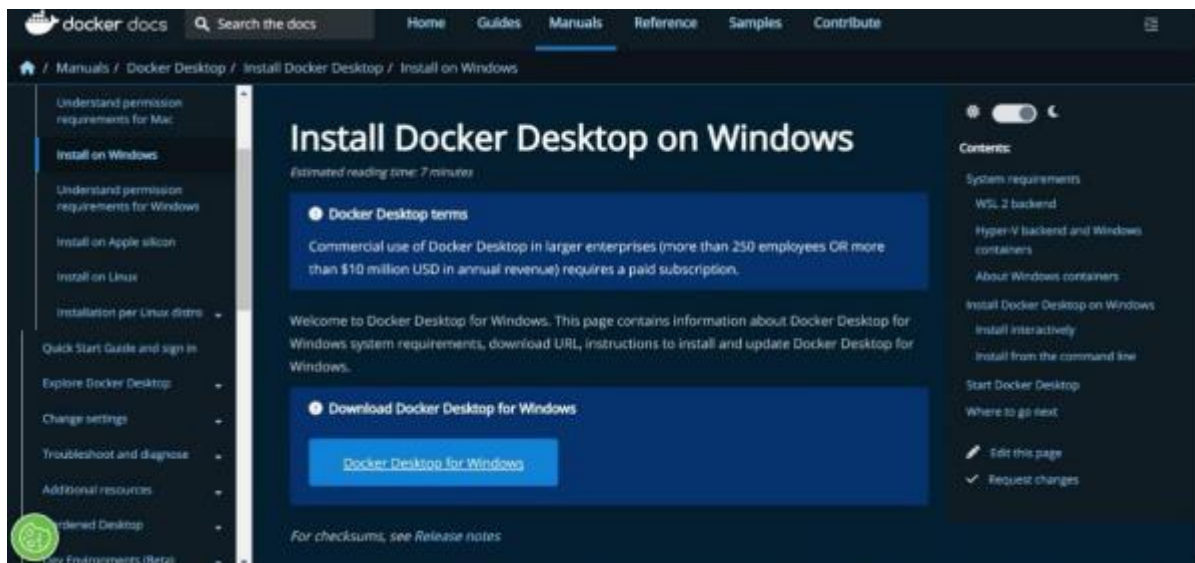 docker docs
Search the docs
Home
Guides
Manuals
Reference
Samples
Contribute
/ Manuals / Docker Desktop / Install Docker Desktop / Install on Windows
Understand permission
requirements for Mac
Install on Windows
Understand permission
requirements for Windows
Install on Apple silicon
Install on Linux
Installation per Linux distro
Quick Start Guide and sign in
Explore Docker Desktop
Change settings
Troubleshoot and diagnose
Additional resources
Desktop
Dev Environments (Beta)
Install Docker Desktop on Windows
Estimated reading time: 7 minutes
Docker Desktop terms
Commercial use of Docker Desktop in larger enterprises (more than 250 employees OR more
than $10 million USD in annual revenue) requires a paid subscription.
Welcome to Docker Desktop for Windows. This page contains information about Docker Desktop for
Windows system requirements, download URL, instructions to install and update Docker Desktop for
Windows.
Download Docker Desktop for Windows
Docker Desktop for Windows
For checksums, see Release notes
Contents:
System requirements
WSL 2 backend
Hyper-V backend and Windows
containers
About Windows containers
Install Docker Desktop on Windows
Install interactively
Install from the command line
Start Docker Desktop
Where to go next
Edit this page
Request changes